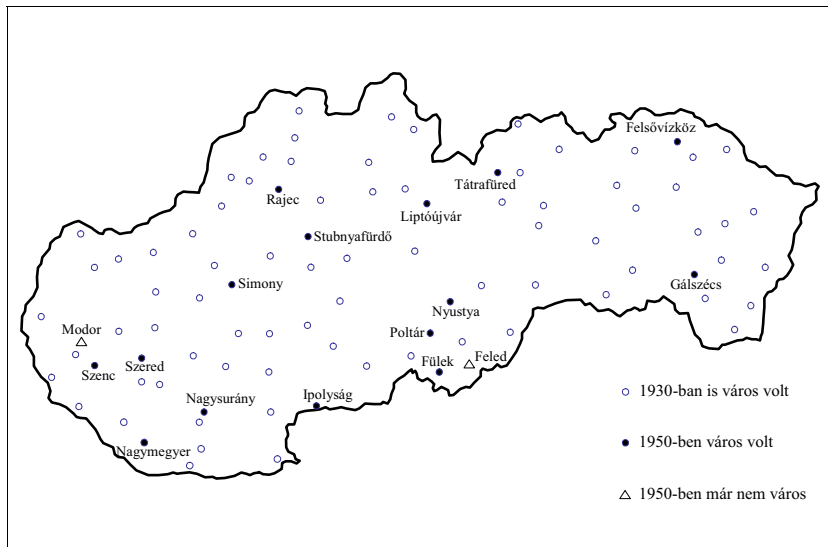 Felsővízköz
Tátrafüred
Rajec
Liptóújvár
Stubnyafürdő
Gálszécs
Simony
Nyustya
Modor
Poltár
Feled
Szered
Szenc
Fülek
Ipolyság
Nagysurány
Nagymegyer
1930-ban is város volt
1950-ben város volt
1950-ben már nem város